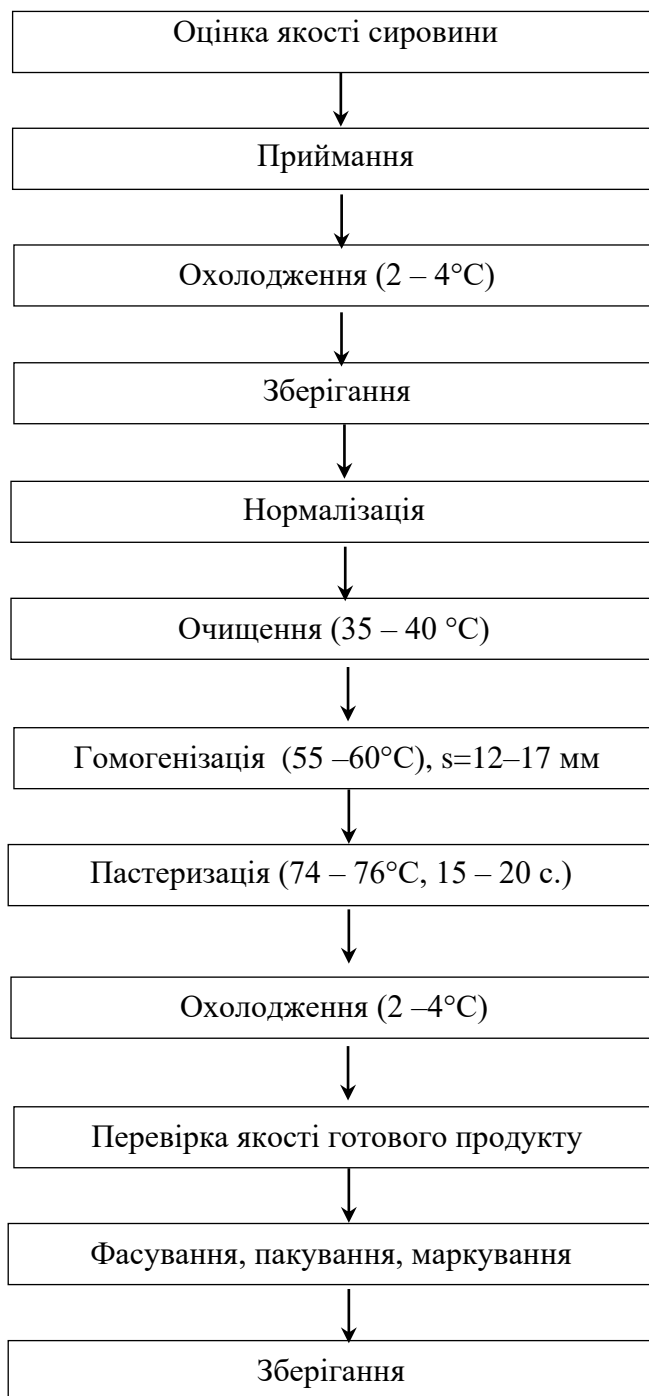 Оцінка якості сировини
Приймання
Охолодження (2 – 4°С)
Зберігання
Нормалізація
Очищення (35 – 40 °С)
Гомогенізація (55 –60°С), s=12–17 мм
Пастеризація (74 – 76°С, 15 – 20 с.)
Охолодження (2 –4°С)
Перевірка якості готового продукту
Фасування, пакування, маркування
Зберігання